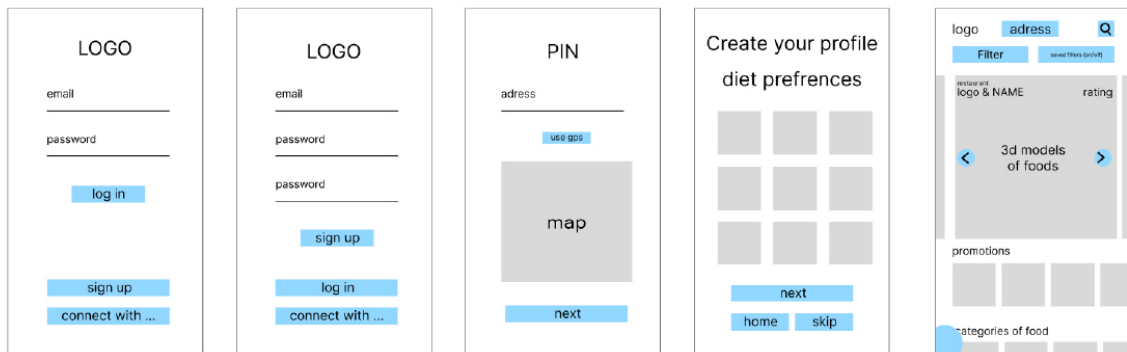 LOGO
email
password
log in
sign up
connect with ...
LOGO
email
password
password
sign up
log in
connect with ...
PIN
adress
use gps
map
next
Create your profile
diet prefrences
next
home skip
logo adress
Filter saved filters (on/off)
restaurant
logo & NAME rating
3d models
of foods
promotions
categories of food